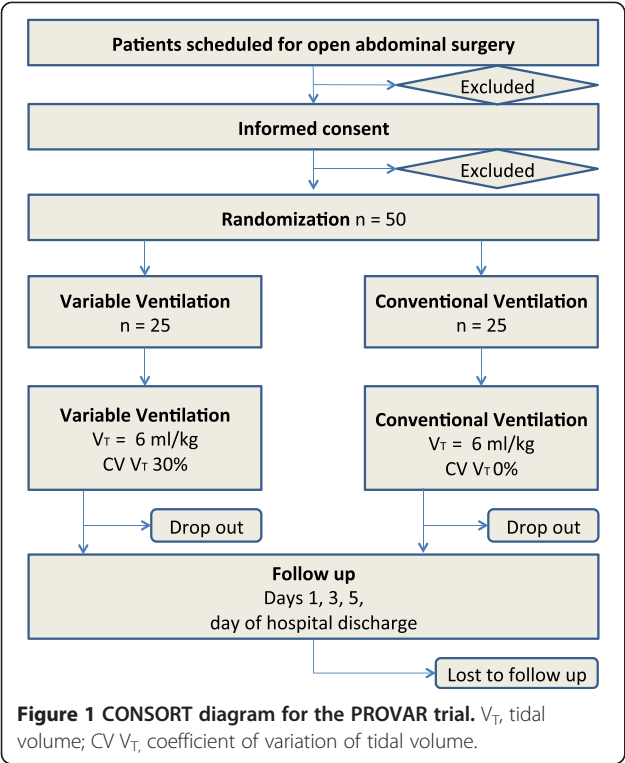 Patients scheduled for open abdominal surgery
Excluded
Informed consent
Excluded
Randomization n = 50
Variable Ventilation
n = 25
Conventional Ventilation
n = 25
Variable Ventilation
VT = 6 ml/kg
CV VT 30%
Conventional Ventilation
VT = 6 ml/kg
CV VT 0%
Drop out
Drop out
Follow up
Days 1, 3, 5,
day of hospital discharge
Lost to follow up
Figure 1 CONSORT diagram for the PROVAR trial. VT, tidal
volume; CV VT, coefficient of variation of tidal volume.